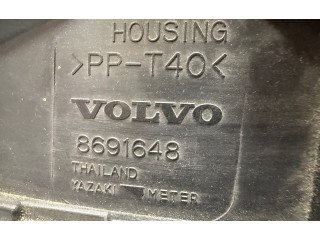 HOUSING
>PP-T40<
VOLVO
8691648
THAILAND
YAZAKI METER